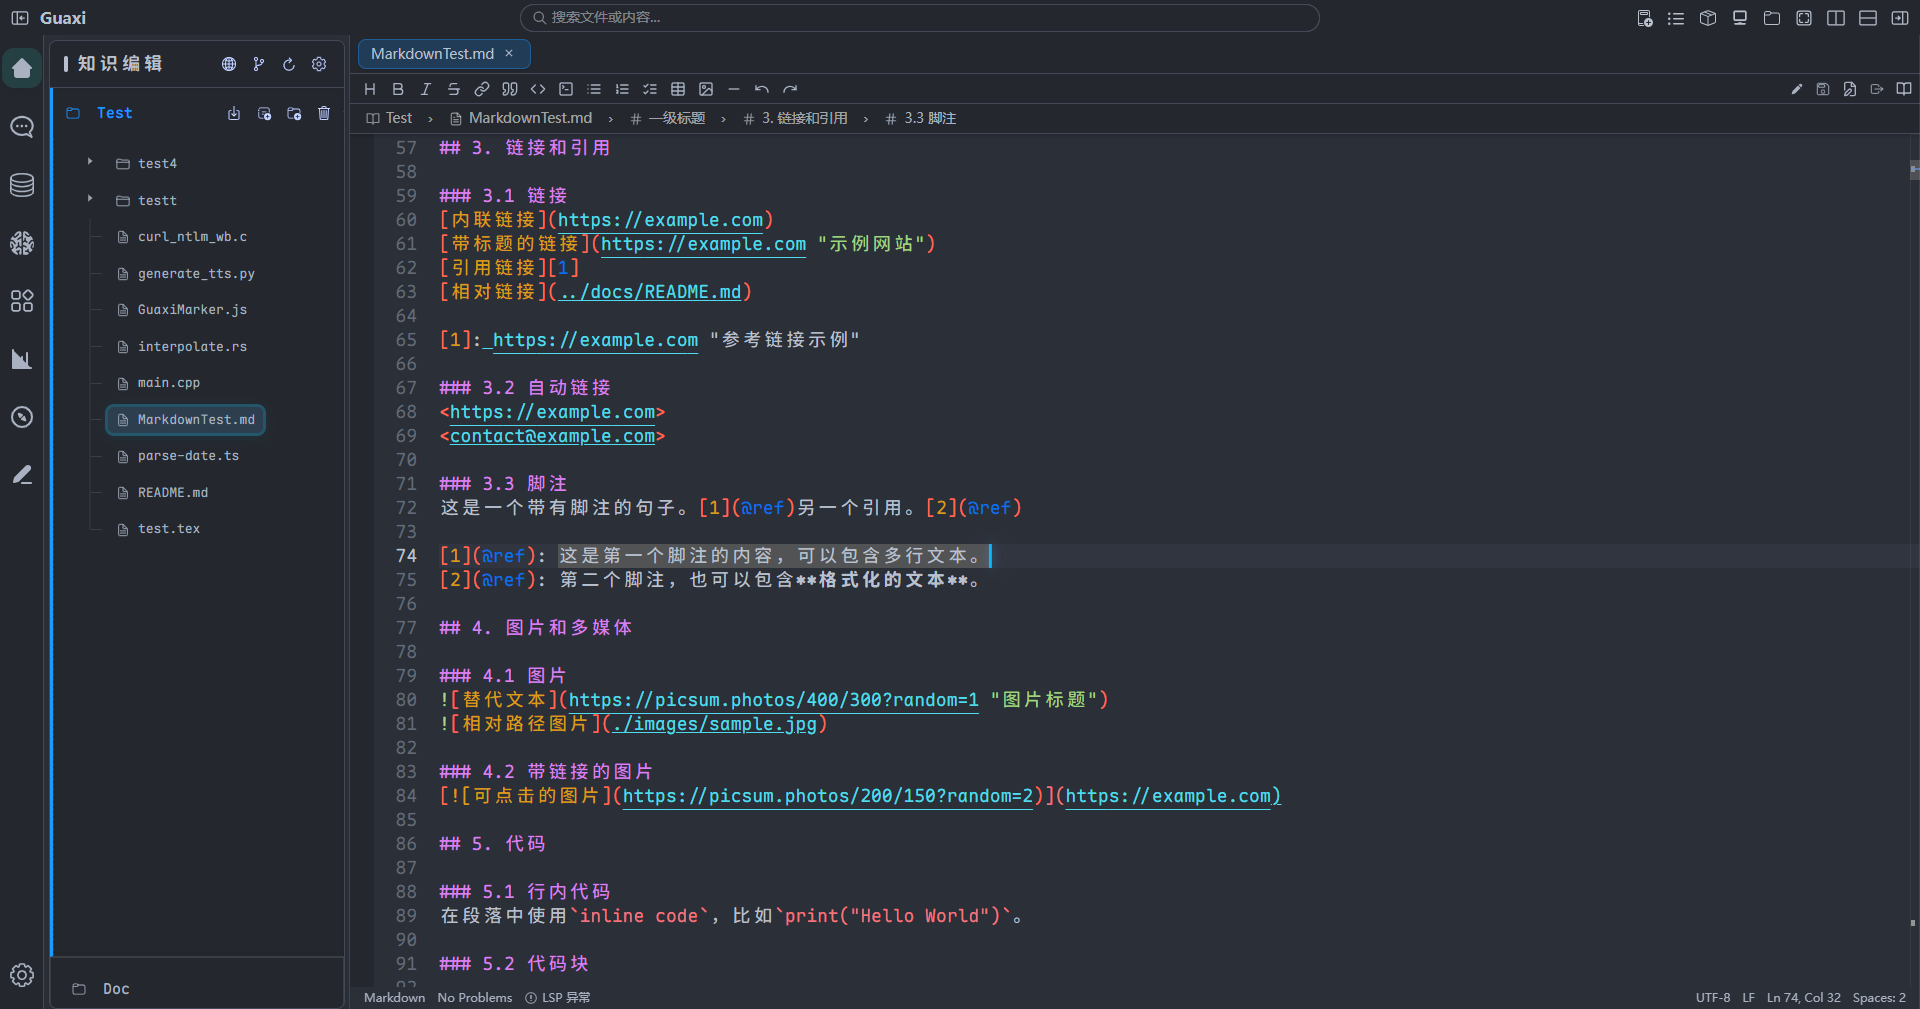 Guaxi
搜索文件或内容...
知识编辑
Test
test4
testt
curl_ntlm_wb.c
generate_tts.py
GuaxiMarker.js
interpolate.rs
main.cpp
MarkdownTest.md
parse-date.ts
README.md
test.tex
Doc
MarkdownTest.md ×
Test › MarkdownTest.md › # 一级标题 › # 3. 链接和引用 › # 3.3 脚注
57 ## 3. 链接和引用
58
59 ### 3.1 链接
60 [内联链接](https://example.com)
61 [带标题的链接](https://example.com "示例网站")
62 [引用链接][1]
63 [相对链接](../docs/README.md)
64
65 [1]: https://example.com "参考链接示例"
66
67 ### 3.2 自动链接
68 <https://example.com>
69 <contact@example.com>
70
71 ### 3.3 脚注
72 这是一个带有脚注的句子。[1](@ref)另一个引用。[2](@ref)
73
74 [1](@ref): 这是第一个脚注的内容，可以包含多行文本。
75 [2](@ref): 第二个脚注，也可以包含**格式化的文本**。
76
77 ## 4. 图片和多媒体
78
79 ### 4.1 图片
80 ![替代文本](https://picsum.photos/400/300?random=1 "图片标题")
81 ![相对路径图片](./images/sample.jpg)
82
83 ### 4.2 带链接的图片
84 [![可点击的图片](https://picsum.photos/200/150?random=2)](https://example.com)
85
86 ## 5. 代码
87
88 ### 5.1 行内代码
89 在段落中使用`inline code`，比如`print("Hello World")`。
90
91 ### 5.2 代码块
Markdown No Problems LSP 异常
UTF-8 LF Ln 74, Col 32 Spaces: 2